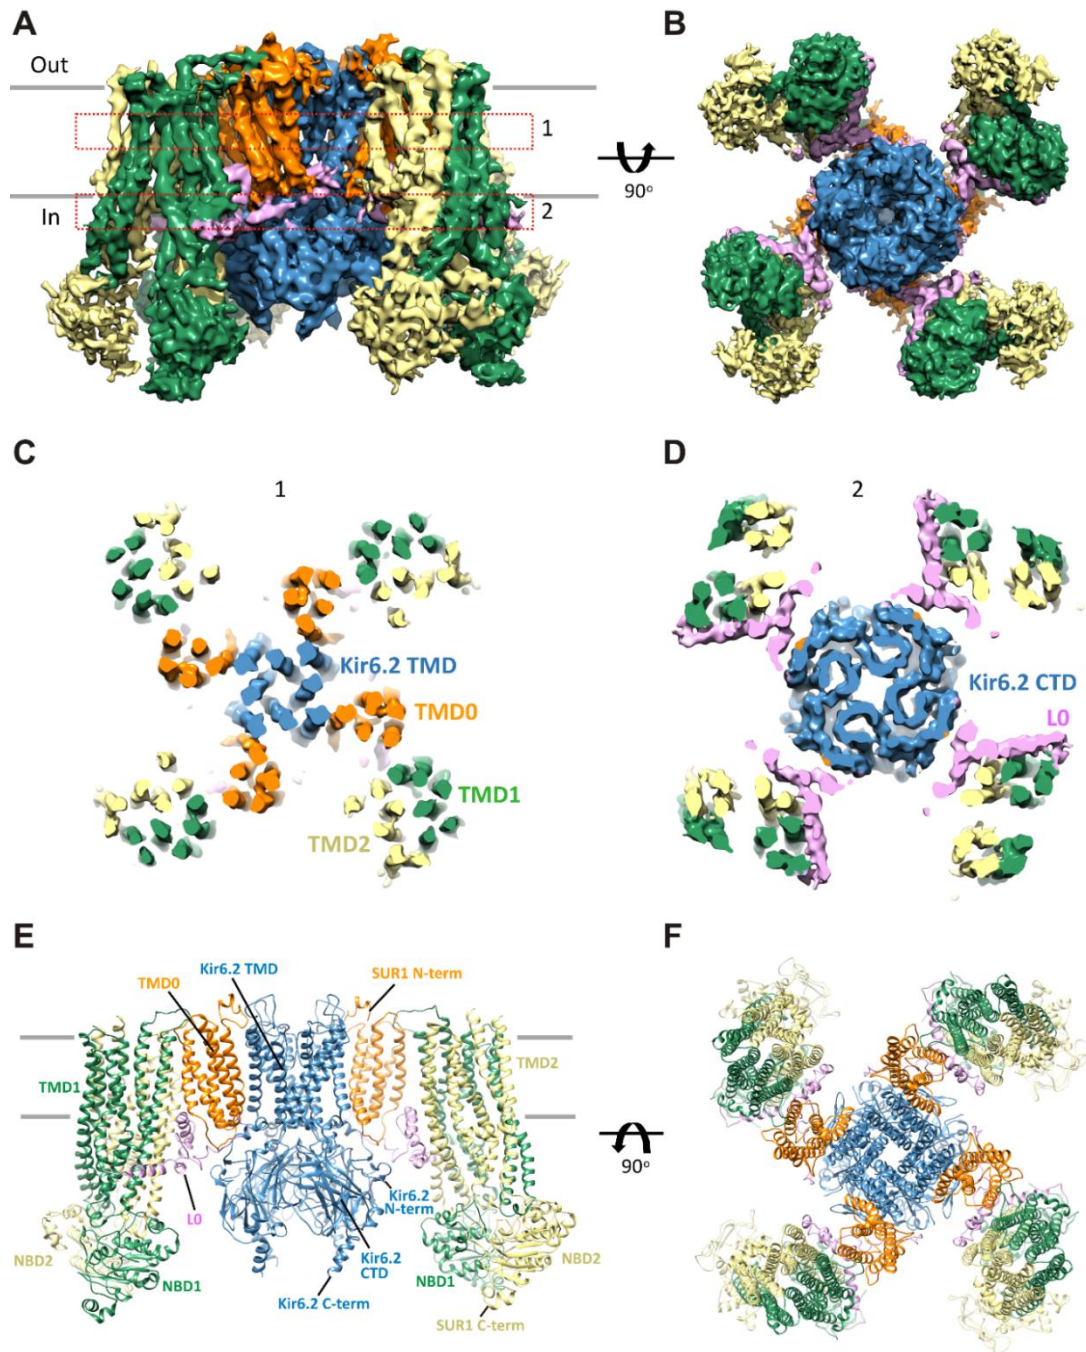 A
B
Out
1
In
2
90°
C
D
1
2
Kir6.2 TMD
TMD0
TMD1
TMD2
Kir6.2 CTD
L0
E
F
Kir6.2 TMD
SUR1 N-term
TMD0
TMD1
TMD2
L0
Kir6.2
N-term
NBD2
NBD1
Kir6.2
CTD
NBD1
NBD2
Kir6.2 C-term
SUR1 C-term
90°